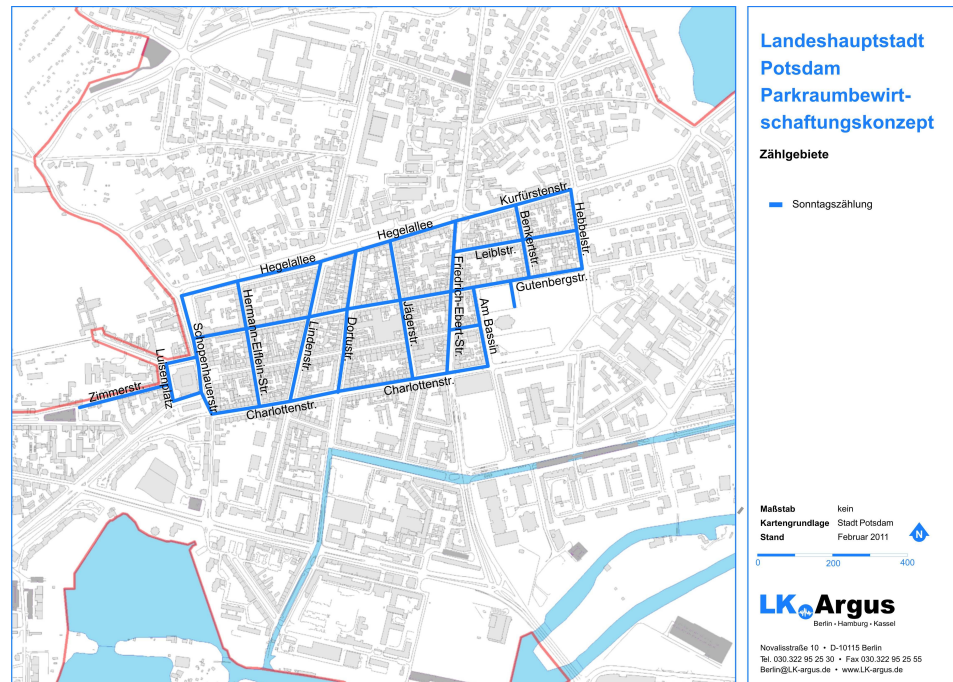 Kurfürstenstr.
Hegelallee
Hegelallee
Benkertstr.
Hebbelstr.
Leiblstr.
Gutenbergstr.
Friedrich-Ebert-Str.
Am Bassin
Jägerstr.
Dortustr.
Lindenstr.
Hermann-Elflein-Str.
Schopenhauerstr.
Luisenplatz
Zimmerstr.
Charlottenstr.
Charlottenstr.
Landeshauptstadt
Potsdam
Parkraumbewirt-
schaftungskonzept
Zählgebiete
Sonntagszählung
Maßstab kein
Kartengrundlage Stadt Potsdam
Stand Februar 2011
N
0 200 400
LK Argus
Berlin • Hamburg • Kassel
Novalisstraße 10 • D-10115 Berlin
Tel. 030.322 95 25 30 • Fax 030.322 95 25 55
Berlin@LK-argus.de • www.LK-argus.de